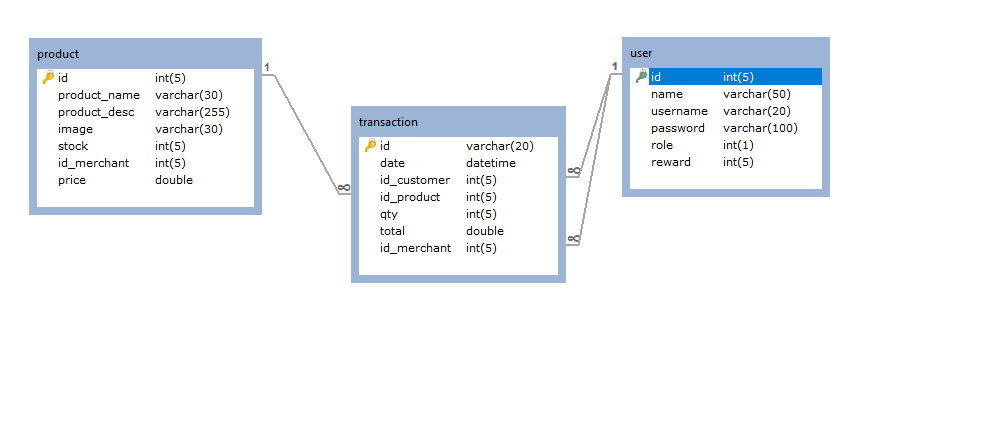 product
id int(5)
product_name varchar(30)
product_desc varchar(255)
image varchar(30)
stock int(5)
id_merchant int(5)
price double
1
∞
transaction
id varchar(20)
date datetime
id_customer int(5)
id_product int(5)
qty int(5)
total double
id_merchant int(5)
∞
∞
1
user
id int(5)
name varchar(50)
username varchar(20)
password varchar(100)
role int(1)
reward int(5)